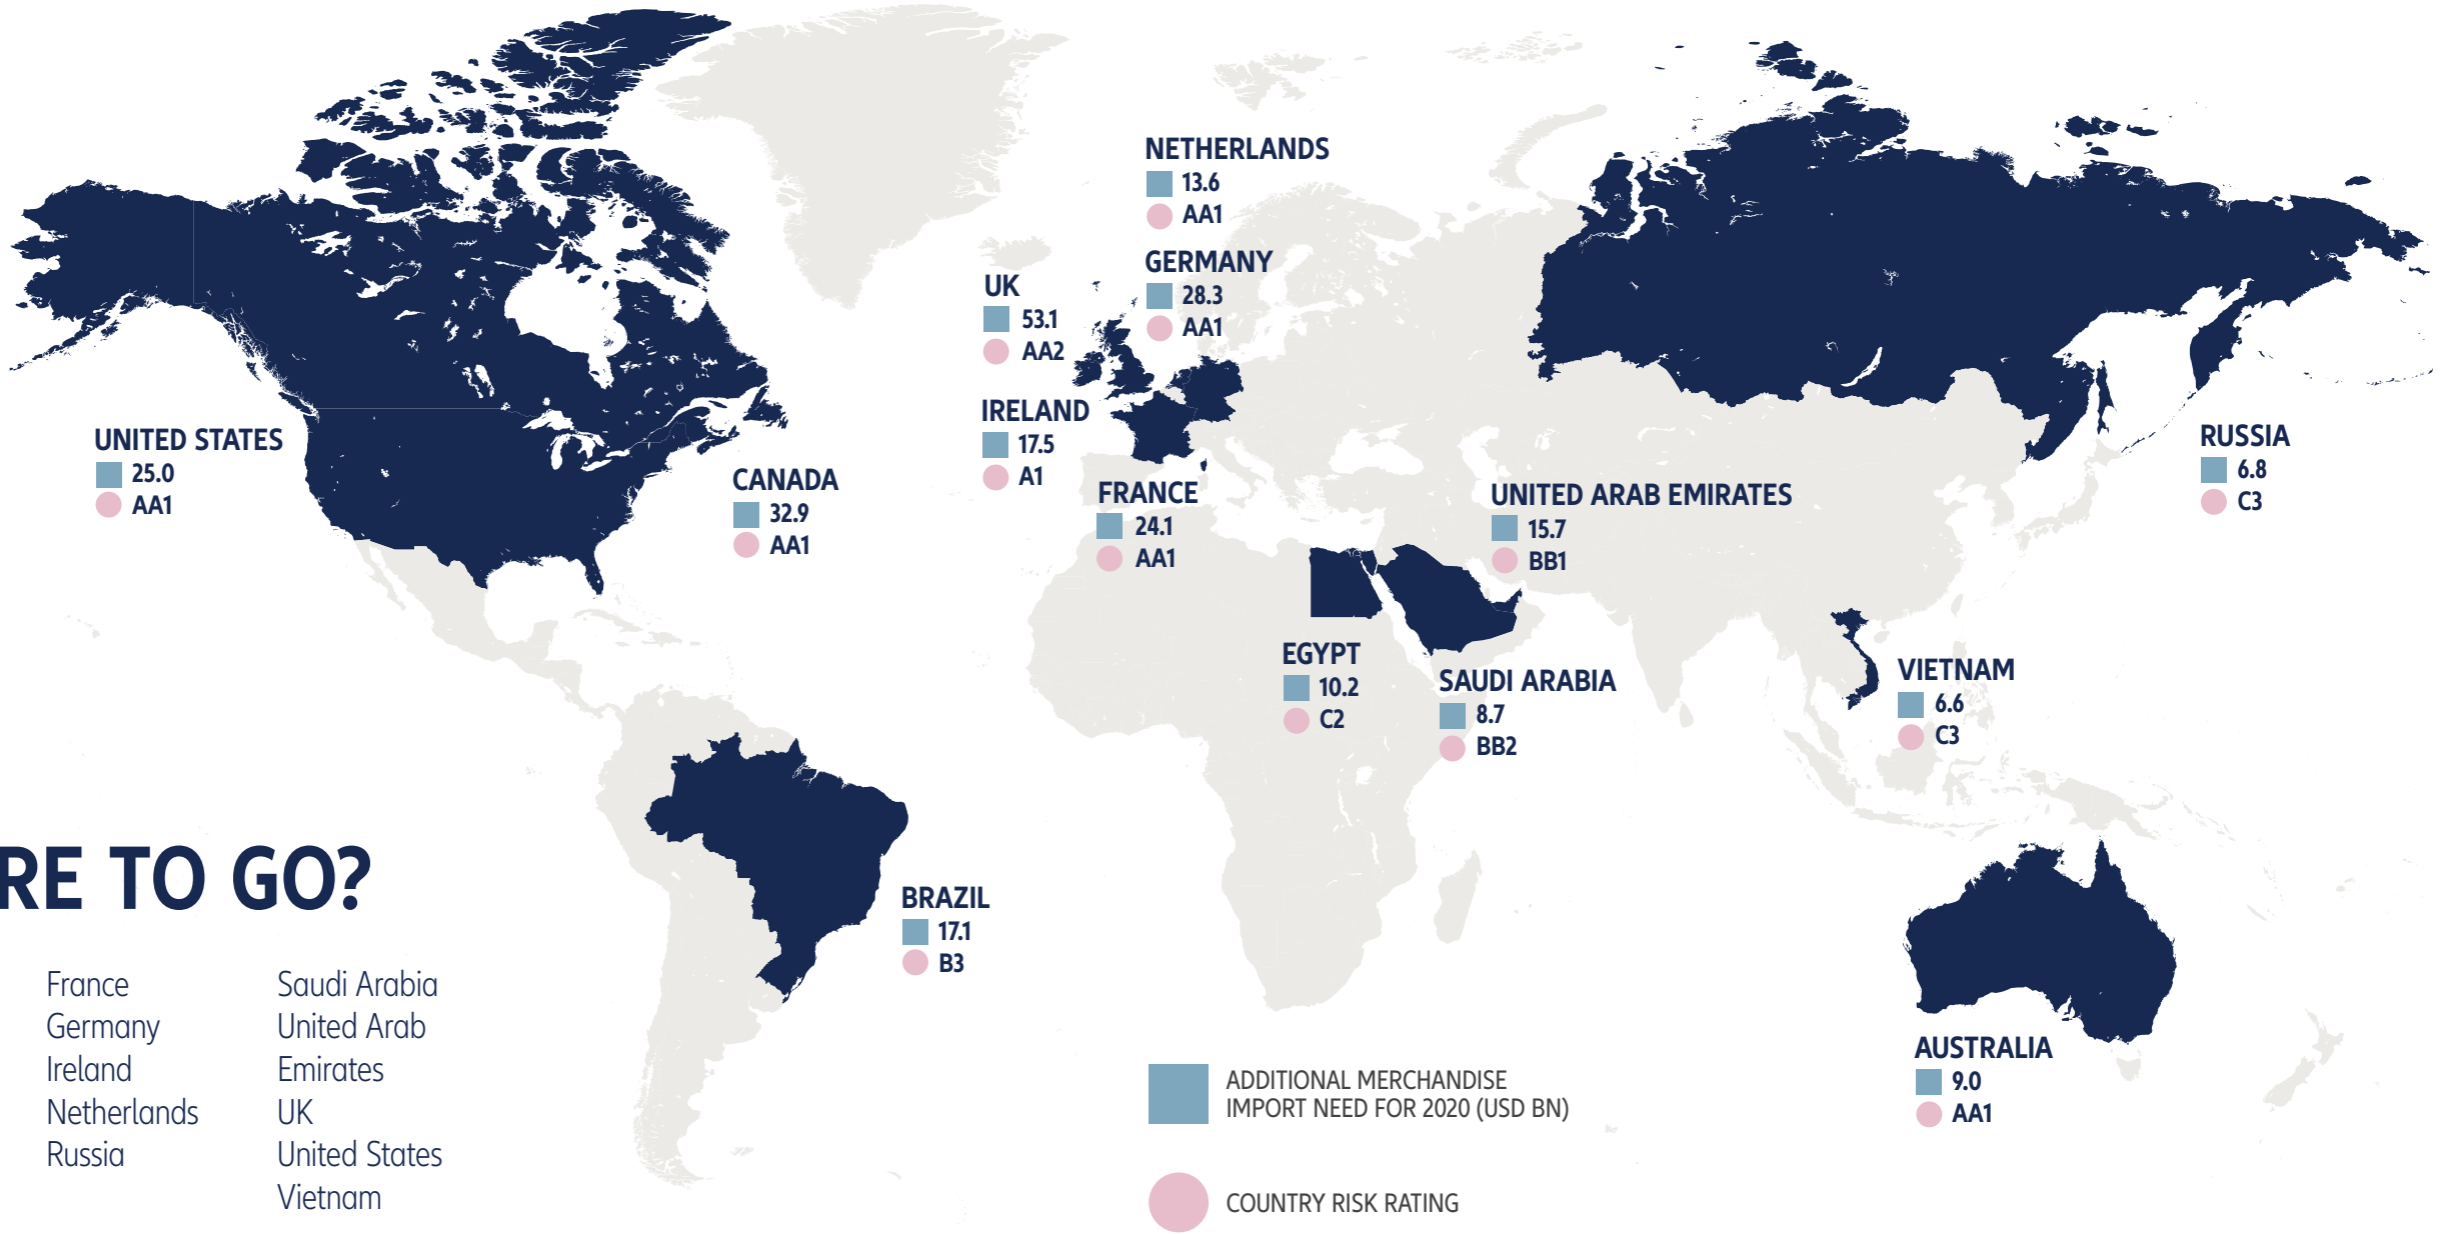 NETHERLANDS
13.6
AA1
GERMANY
28.3
AA1
UK
53.1
AA2
IRELAND
17.5
A1
FRANCE
24.1
AA1
UNITED STATES
25.0
AA1
CANADA
32.9
AA1
UNITED ARAB EMIRATES
15.7
BB1
RUSSIA
6.8
C3
EGYPT
10.2
C2
SAUDI ARABIA
8.7
BB2
VIETNAM
6.6
C3
BRAZIL
17.1
B3
AUSTRALIA
9.0
AA1
RE TO GO?
France
Germany
Ireland
Netherlands
Russia
Saudi Arabia
United Arab
Emirates
UK
United States
Vietnam
ADDITIONAL MERCHANDISE
IMPORT NEED FOR 2020 (USD BN)
COUNTRY RISK RATING